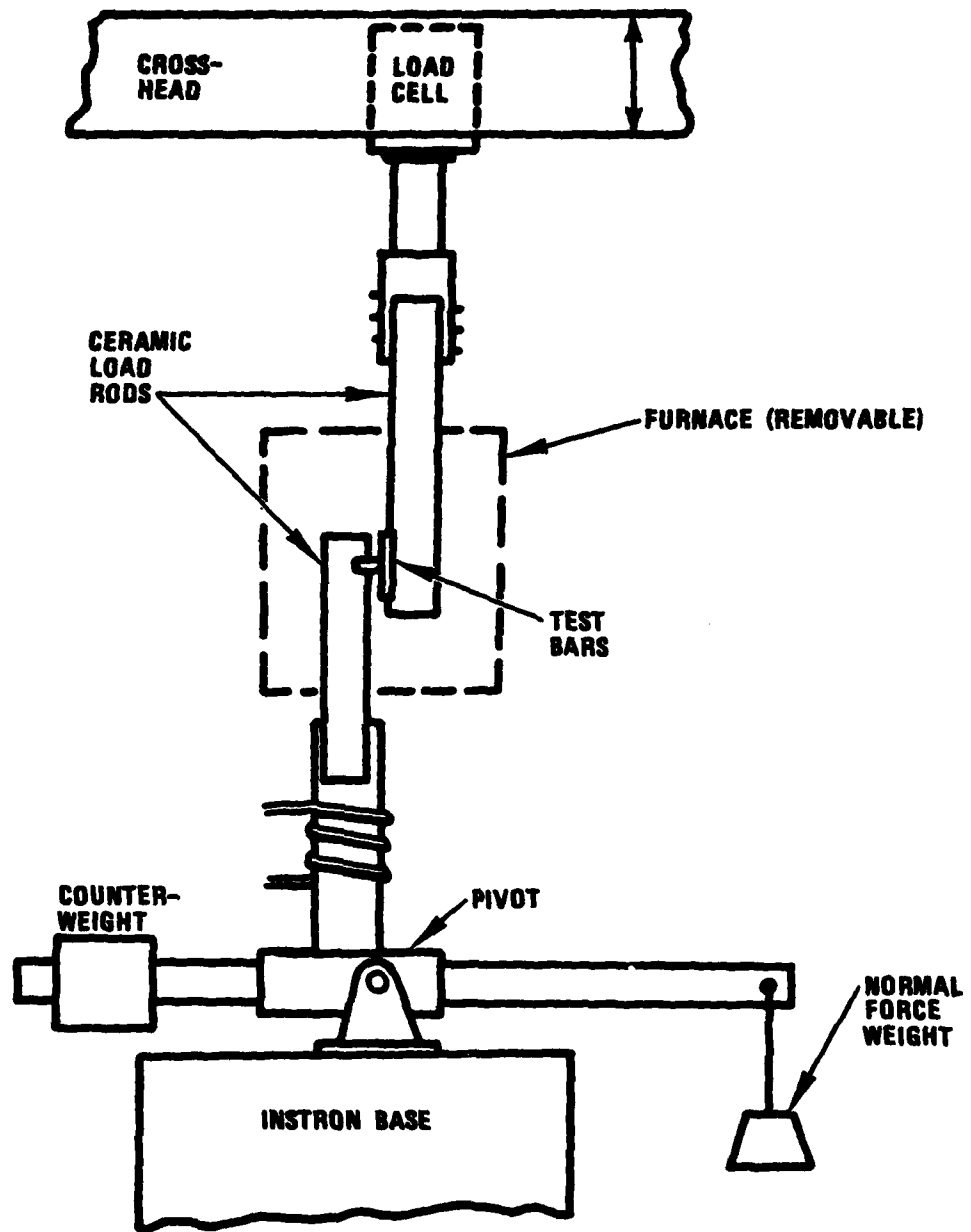 CROSS-
HEAD
LOAD
CELL
CERAMIC
LOAD
RODS
FURNACE (REMOVABLE)
TEST
BARS
COUNTER-
WEIGHT
PIVOT
NORMAL
FORCE
WEIGHT
INSTRON BASE